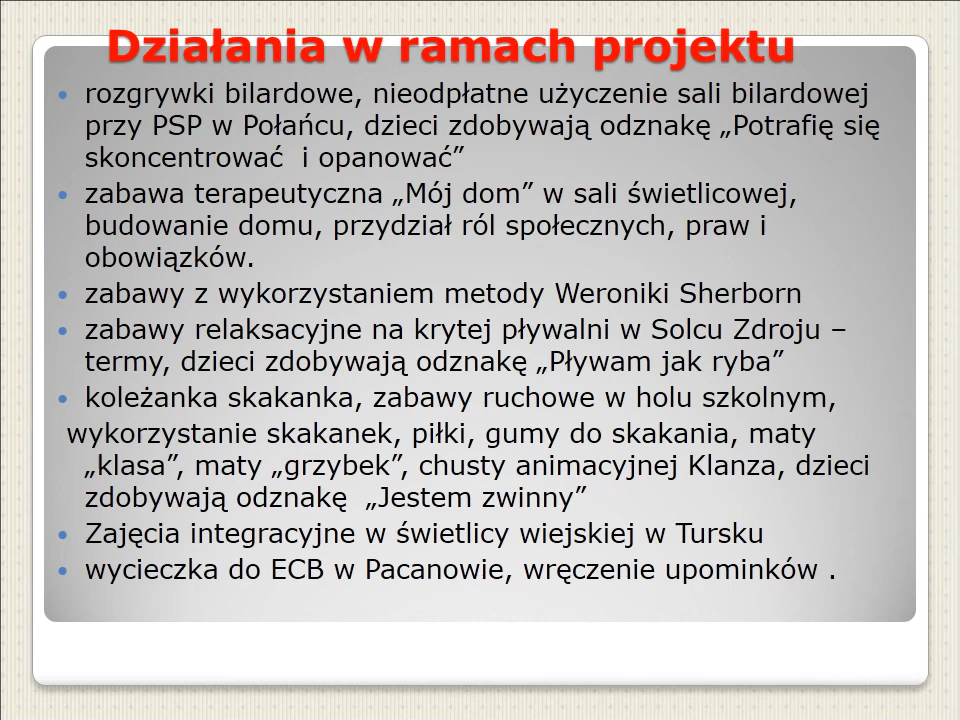 Działania w ramach projektu
• rozgrywki bilardowe, nieodpłatne użyczenie sali bilardowej
przy PSP w Połańcu, dzieci zdobywają odznakę „Potrafię się
skoncentrować i opanować”
• zabawa terapeutyczna „Mój dom” w sali świetlicowej,
budowanie domu, przydział ról społecznych, praw i
obowiązków.
• zabawy z wykorzystaniem metody Weroniki Sherborn
• zabawy relaksacyjne na krytej pływalni w Solcu Zdroju –
termy, dzieci zdobywają odznakę „Pływam jak ryba”
• koleżanka skakanka, zabawy ruchowe w holu szkolnym,
wykorzystanie skakanek, piłki, gumy do skakania, maty
„klasa”, maty „grzybek”, chusty animacyjnej Klanza, dzieci
zdobywają odznakę „Jestem zwinny”
• Zajęcia integracyjne w świetlicy wiejskiej w Tursku
• wycieczka do ECB w Pacanowie, wręczenie upominków .